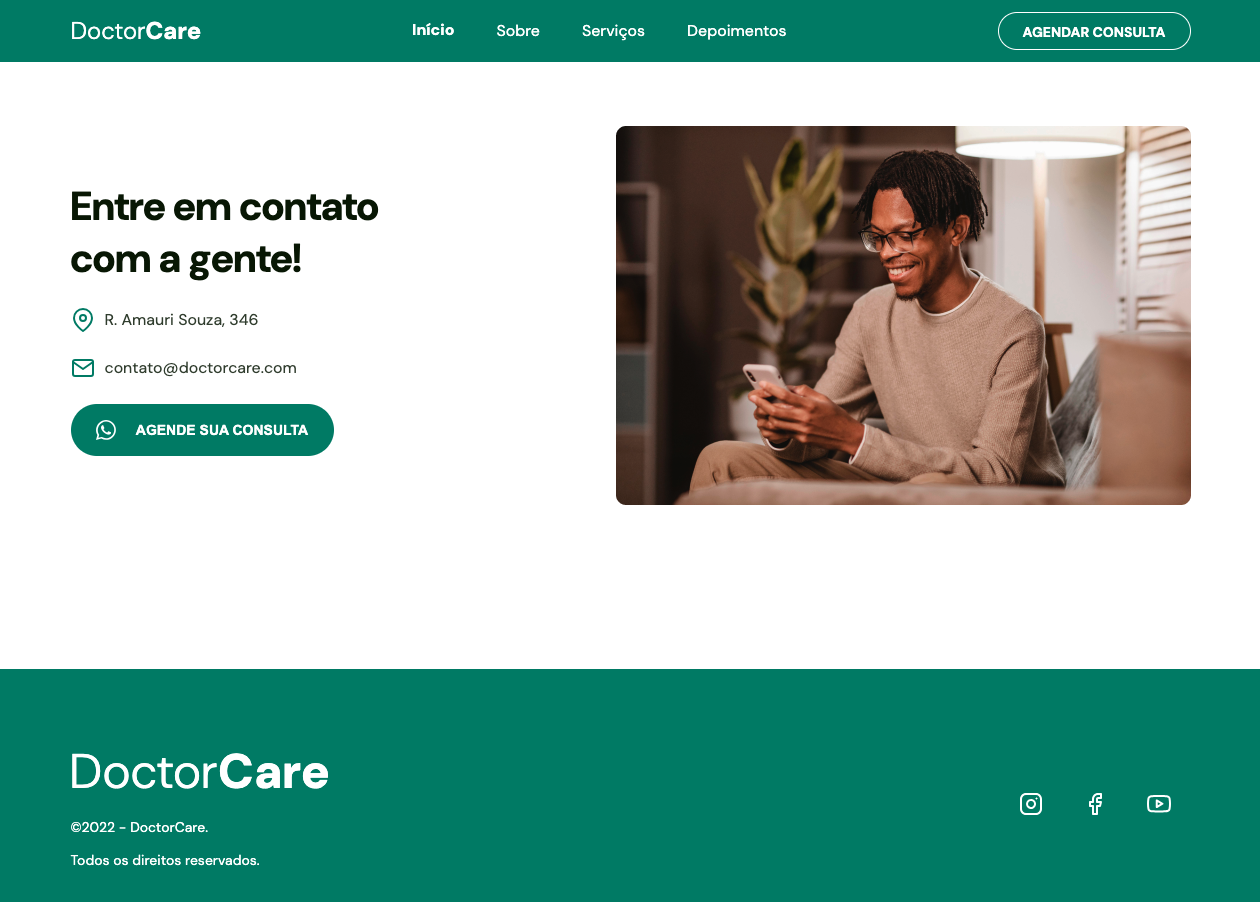 DoctorCare
Início
Sobre
Serviços
Depoimentos
AGENDAR CONSULTA
Entre em contato
com a gente!
R. Amauri Souza, 346
contato@doctorcare.com
AGENDE SUA CONSULTA
DoctorCare
©2022 - DoctorCare.
Todos os direitos reservados.